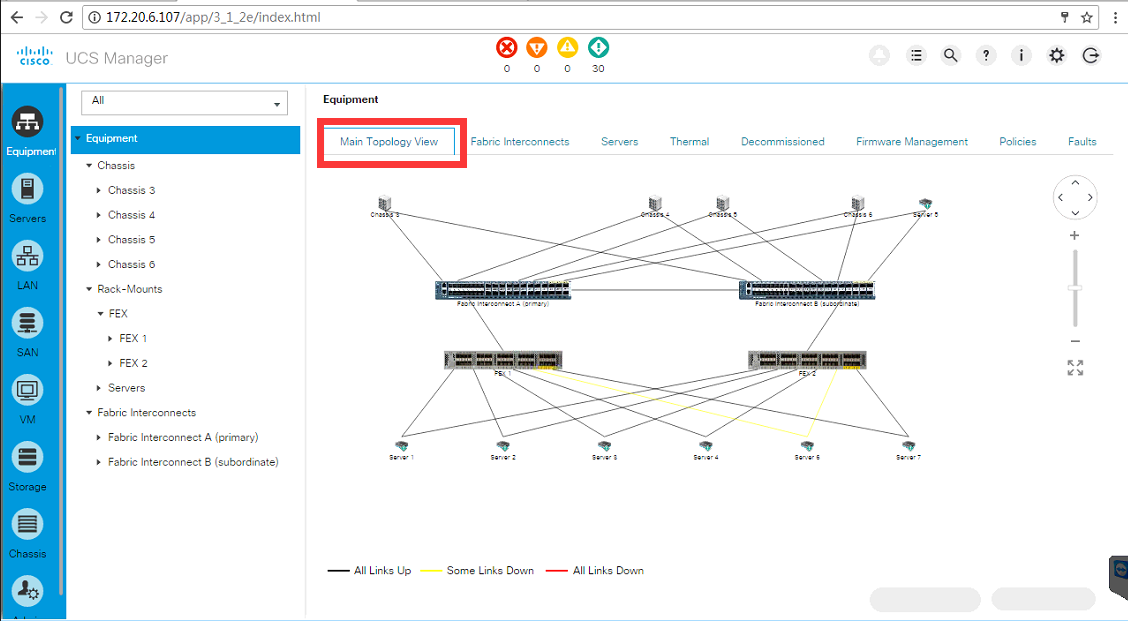 172.20.6.107/app/3_1_2e/index.html
CISCO UCS Manager
0 0 0 30
All
Equipment
Equipment
Servers
LAN
SAN
VM
Storage
Chassis
Equipment
Chassis
Chassis 3
Chassis 4
Chassis 5
Chassis 6
Rack-Mounts
FEX
FEX 1
FEX 2
Servers
Fabric Interconnects
Fabric Interconnect A (primary)
Fabric Interconnect B (subordinate)
Main Topology View Fabric Interconnects Servers Thermal Decommissioned Firmware Management Policies Faults
Chassis 3 Chassis 4 Chassis 5 Chassis 6 Server 5
Fabric Interconnect A (primary) Fabric Interconnect B (subordinate)
FEX 1 FEX 2
Server 1 Server 2 Server 3 Server 4 Server 6 Server 7
All Links Up Some Links Down All Links Down